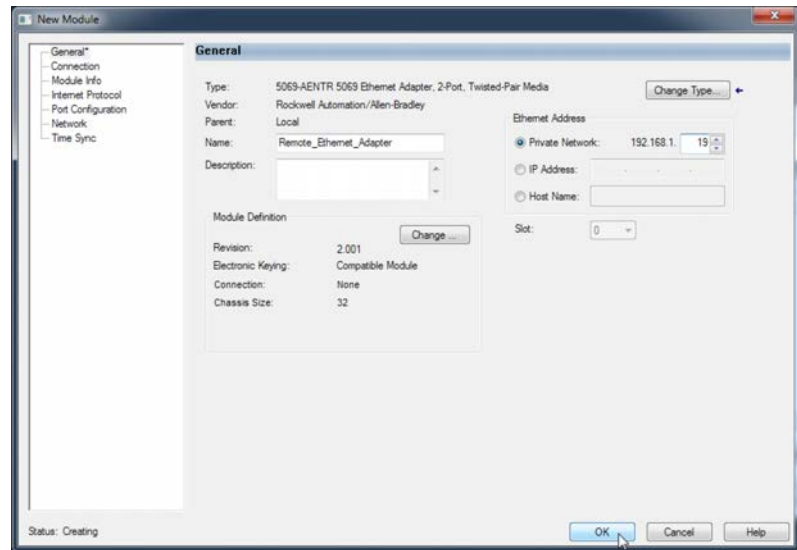 New Module
General*
Connection
Module Info
Internet Protocol
Port Configuration
Network
Time Sync
General
Type: 5069-AENTR 5069 Ethernet Adapter, 2-Port, Twisted-Pair Media
Change Type...
Vendor: Rockwell Automation/Allen-Bradley
Parent: Local
Name: Remote_Ethernet_Adapter
Description:
Ethernet Address
Private Network: 192.168.1. 19
IP Address:
Host Name:
Slot: 0
Module Definition
Change ...
Revision: 2.001
Electronic Keying: Compatible Module
Connection: None
Chassis Size: 32
Status: Creating
OK
Cancel
Help